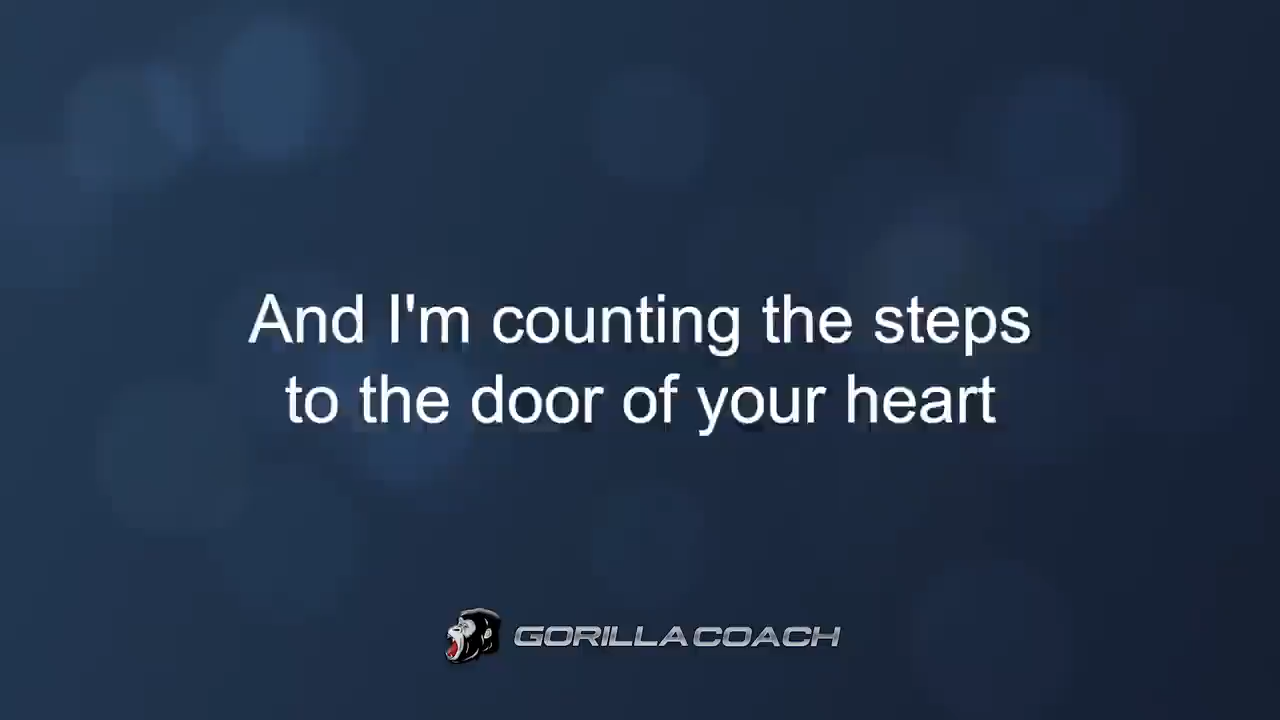 And I'm counting the steps
to the door of your heart
GORILLACOACH